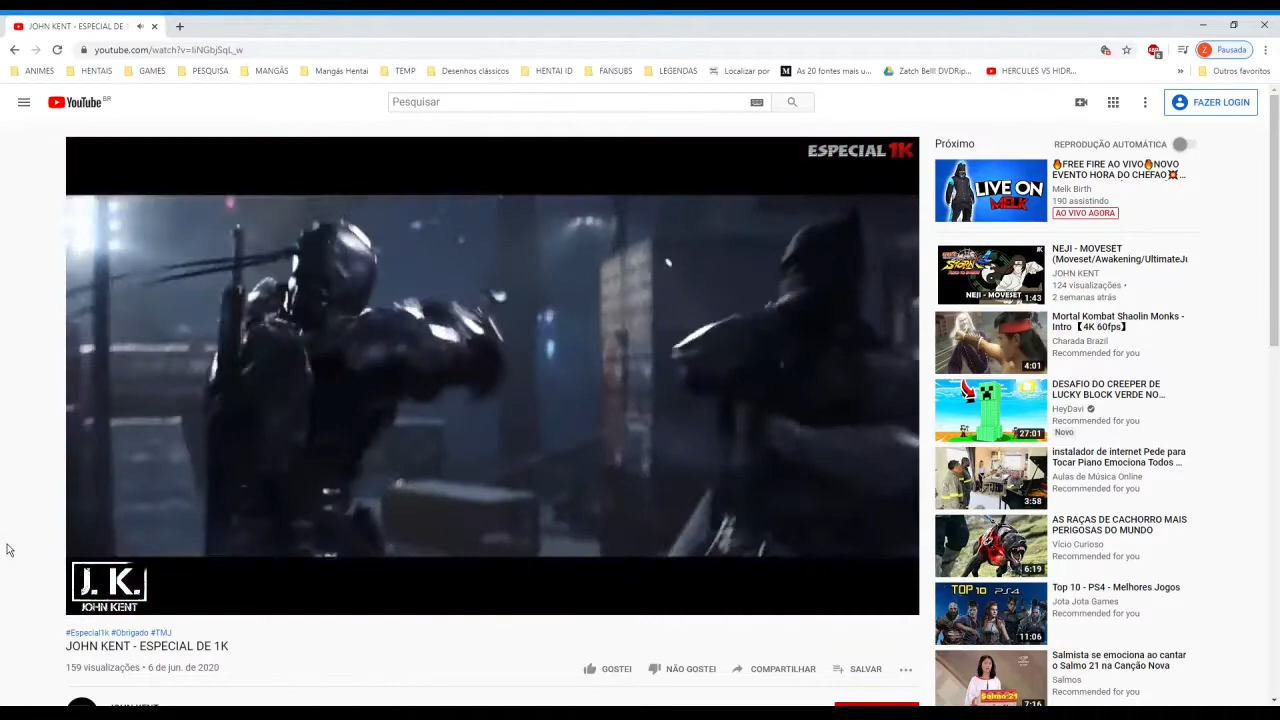 JOHN KENT - ESPECIAL DE 1
youtube.com/watch?v=IiNGbjSqL_w
Pausada
ANIMES
HENTAIS
GAMES
PESQUISA
MANGÁS
Mangás Hentai
TEMP
Desenhos clássicos
HENTAI ID
FANSUBS
LEGENDAS
Localizar por
As 20 fontes mais u...
Zatch Bell! DVDRip...
HERCULES VS HIDR...
Outros favoritos
YouTube BR
Pesquisar
FAZER LOGIN
ESPECIAL 1K
J. K.
JOHN KENT
#Especial1k #Obrigado #TMJ
JOHN KENT - ESPECIAL DE 1K
159 visualizações • 6 de jun. de 2020
GOSTEI
NÃO GOSTEI
COMPARTILHAR
SALVAR
Próximo
REPRODUÇÃO AUTOMÁTICA
LIVE ON
MELK
🔥FREE FIRE AO VIVO🔥NOVO
EVENTO HORA DO CHEFAO💥...
Melk Birth
190 assistindo
AO VIVO AGORA
NEJI - MOVESET
1:43
NEJI - MOVESET
(Moveset/Awakening/UltimateJu
JOHN KENT
124 visualizações •
2 semanas atrás
4:01
Mortal Kombat Shaolin Monks -
Intro 【4K 60fps】
Charada Brazil
Recommended for you
27:01
DESAFIO DO CREEPER DE
LUCKY BLOCK VERDE NO...
HeyDavi
Recommended for you
Novo
3:58
instalador de internet Pede para
Tocar Piano Emociona Todos ...
Aulas de Música Online
Recommended for you
6:19
AS RAÇAS DE CACHORRO MAIS
PERIGOSAS DO MUNDO
Vício Curioso
Recommended for you
TOP 10 PS4
11:06
Top 10 - PS4 - Melhores Jogos
Jota Jota Games
Recommended for you
Salmo 21
7:16
Salmista se emociona ao cantar
o Salmo 21 na Canção Nova
Salmos
Recommended for you